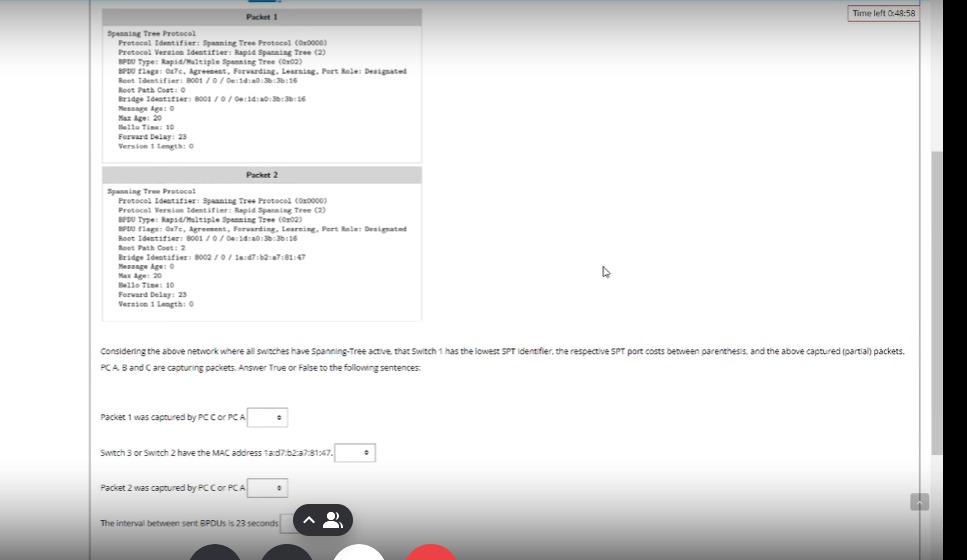 Packet 1
Time left 0:48:58
Spanning Tree Protocol
Protocol Identifier: Spanning Tree Protocol (0x0000)
Protocol Version Identifier: Rapid Spanning Tree (2)
BPDU Type: Rapid/Multiple Spanning Tree (0x02)
BPDU flags: 0x7c, Agreement, Forwarding, Learning, Port Role: Designated
Root Identifier: 8001 / 0 / 0e:1d:a0:3b:3b:16
Root Path Cost: 0
Bridge Identifier: 8001 / 0 / 0e:1d:a0:3b:3b:16
Message Age: 0
Max Age: 20
Hello Time: 10
Forward Delay: 23
Version 1 Length: 0
Packet 2
Spanning Tree Protocol
Protocol Identifier: Spanning Tree Protocol (0x0000)
Protocol Version Identifier: Rapid Spanning Tree (2)
BPDU Type: Rapid/Multiple Spanning Tree (0x02)
BPDU flags: 0x7c, Agreement, Forwarding, Learning, Port Role: Designated
Root Identifier: 8001 / 0 / 0e:1d:a0:3b:3b:16
Root Path Cost: 2
Bridge Identifier: 8002 / 0 / 1a:d7:b2:a7:81:47
Message Age: 0
Max Age: 20
Hello Time: 10
Forward Delay: 23
Version 1 Length: 0
Considering the above network where all switches have Spanning-Tree active, that Switch 1 has the lowest SPT identifier, the respective SPT port costs between parenthesis, and the above captured (partial) packets.
PC A, B and C are capturing packets. Answer True or False to the following sentences:
Packet 1 was captured by PC C or PC A
Switch 3 or Switch 2 have the MAC address 1a:d7:b2:a7:81:47.
Packet 2 was captured by PC C or PC A
The interval between sent BPDUs is 23 seconds